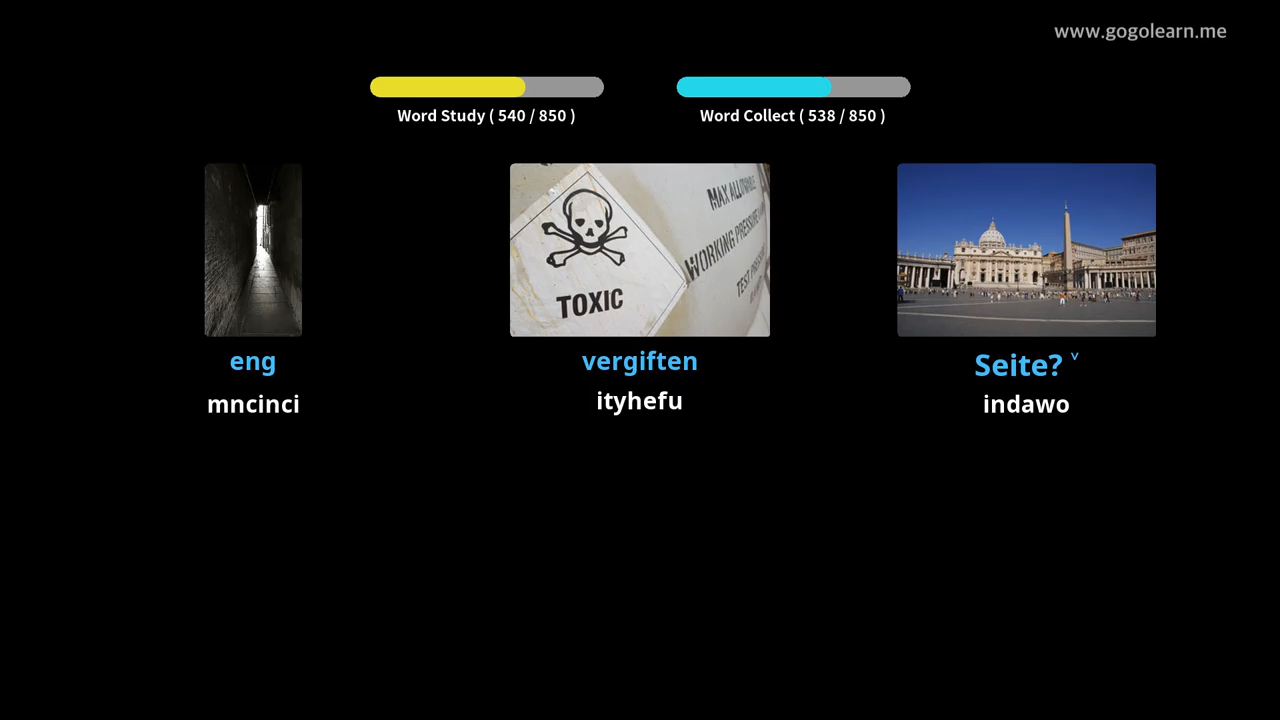 www.gogolearn.me
Word Study ( 540 / 850 )
Word Collect ( 538 / 850 )
TOXIC
MAX ALLOWABLE
WORKING PRESSURE
TEST
eng
vergiften
Seite? v
mncinci
ityhefu
indawo